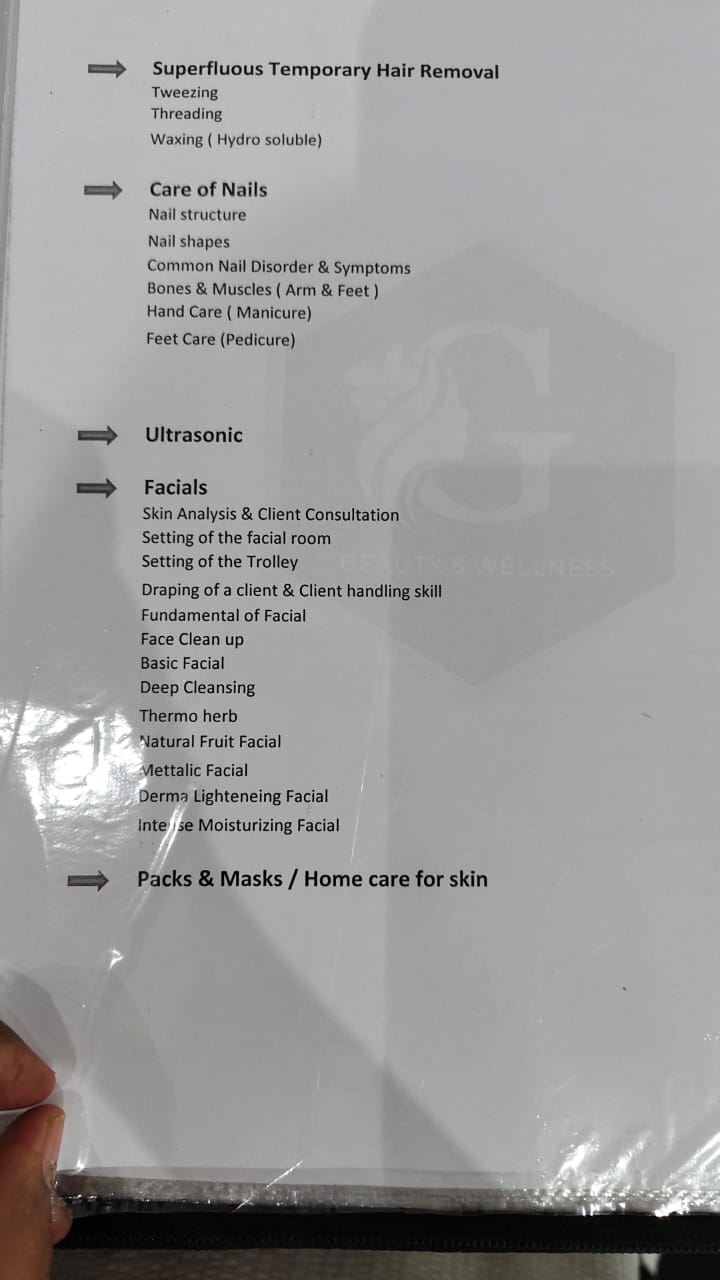 Superfluous Temporary Hair Removal
Tweezing
Threading
Waxing ( Hydro soluble)
Care of Nails
Nail structure
Nail shapes
Common Nail Disorder & Symptoms
Bones & Muscles ( Arm & Feet )
Hand Care ( Manicure)
Feet Care (Pedicure)
Ultrasonic
Facials
Skin Analysis & Client Consultation
Setting of the facial room
Setting of the Trolley
Draping of a client & Client handling skill
Fundamental of Facial
Face Clean up
Basic Facial
Deep Cleansing
Thermo herb
Natural Fruit Facial
Mettalic Facial
Derma Lighteneing Facial
Intense Moisturizing Facial
Packs & Masks / Home care for skin
G
BEAUTY & WELLNESS